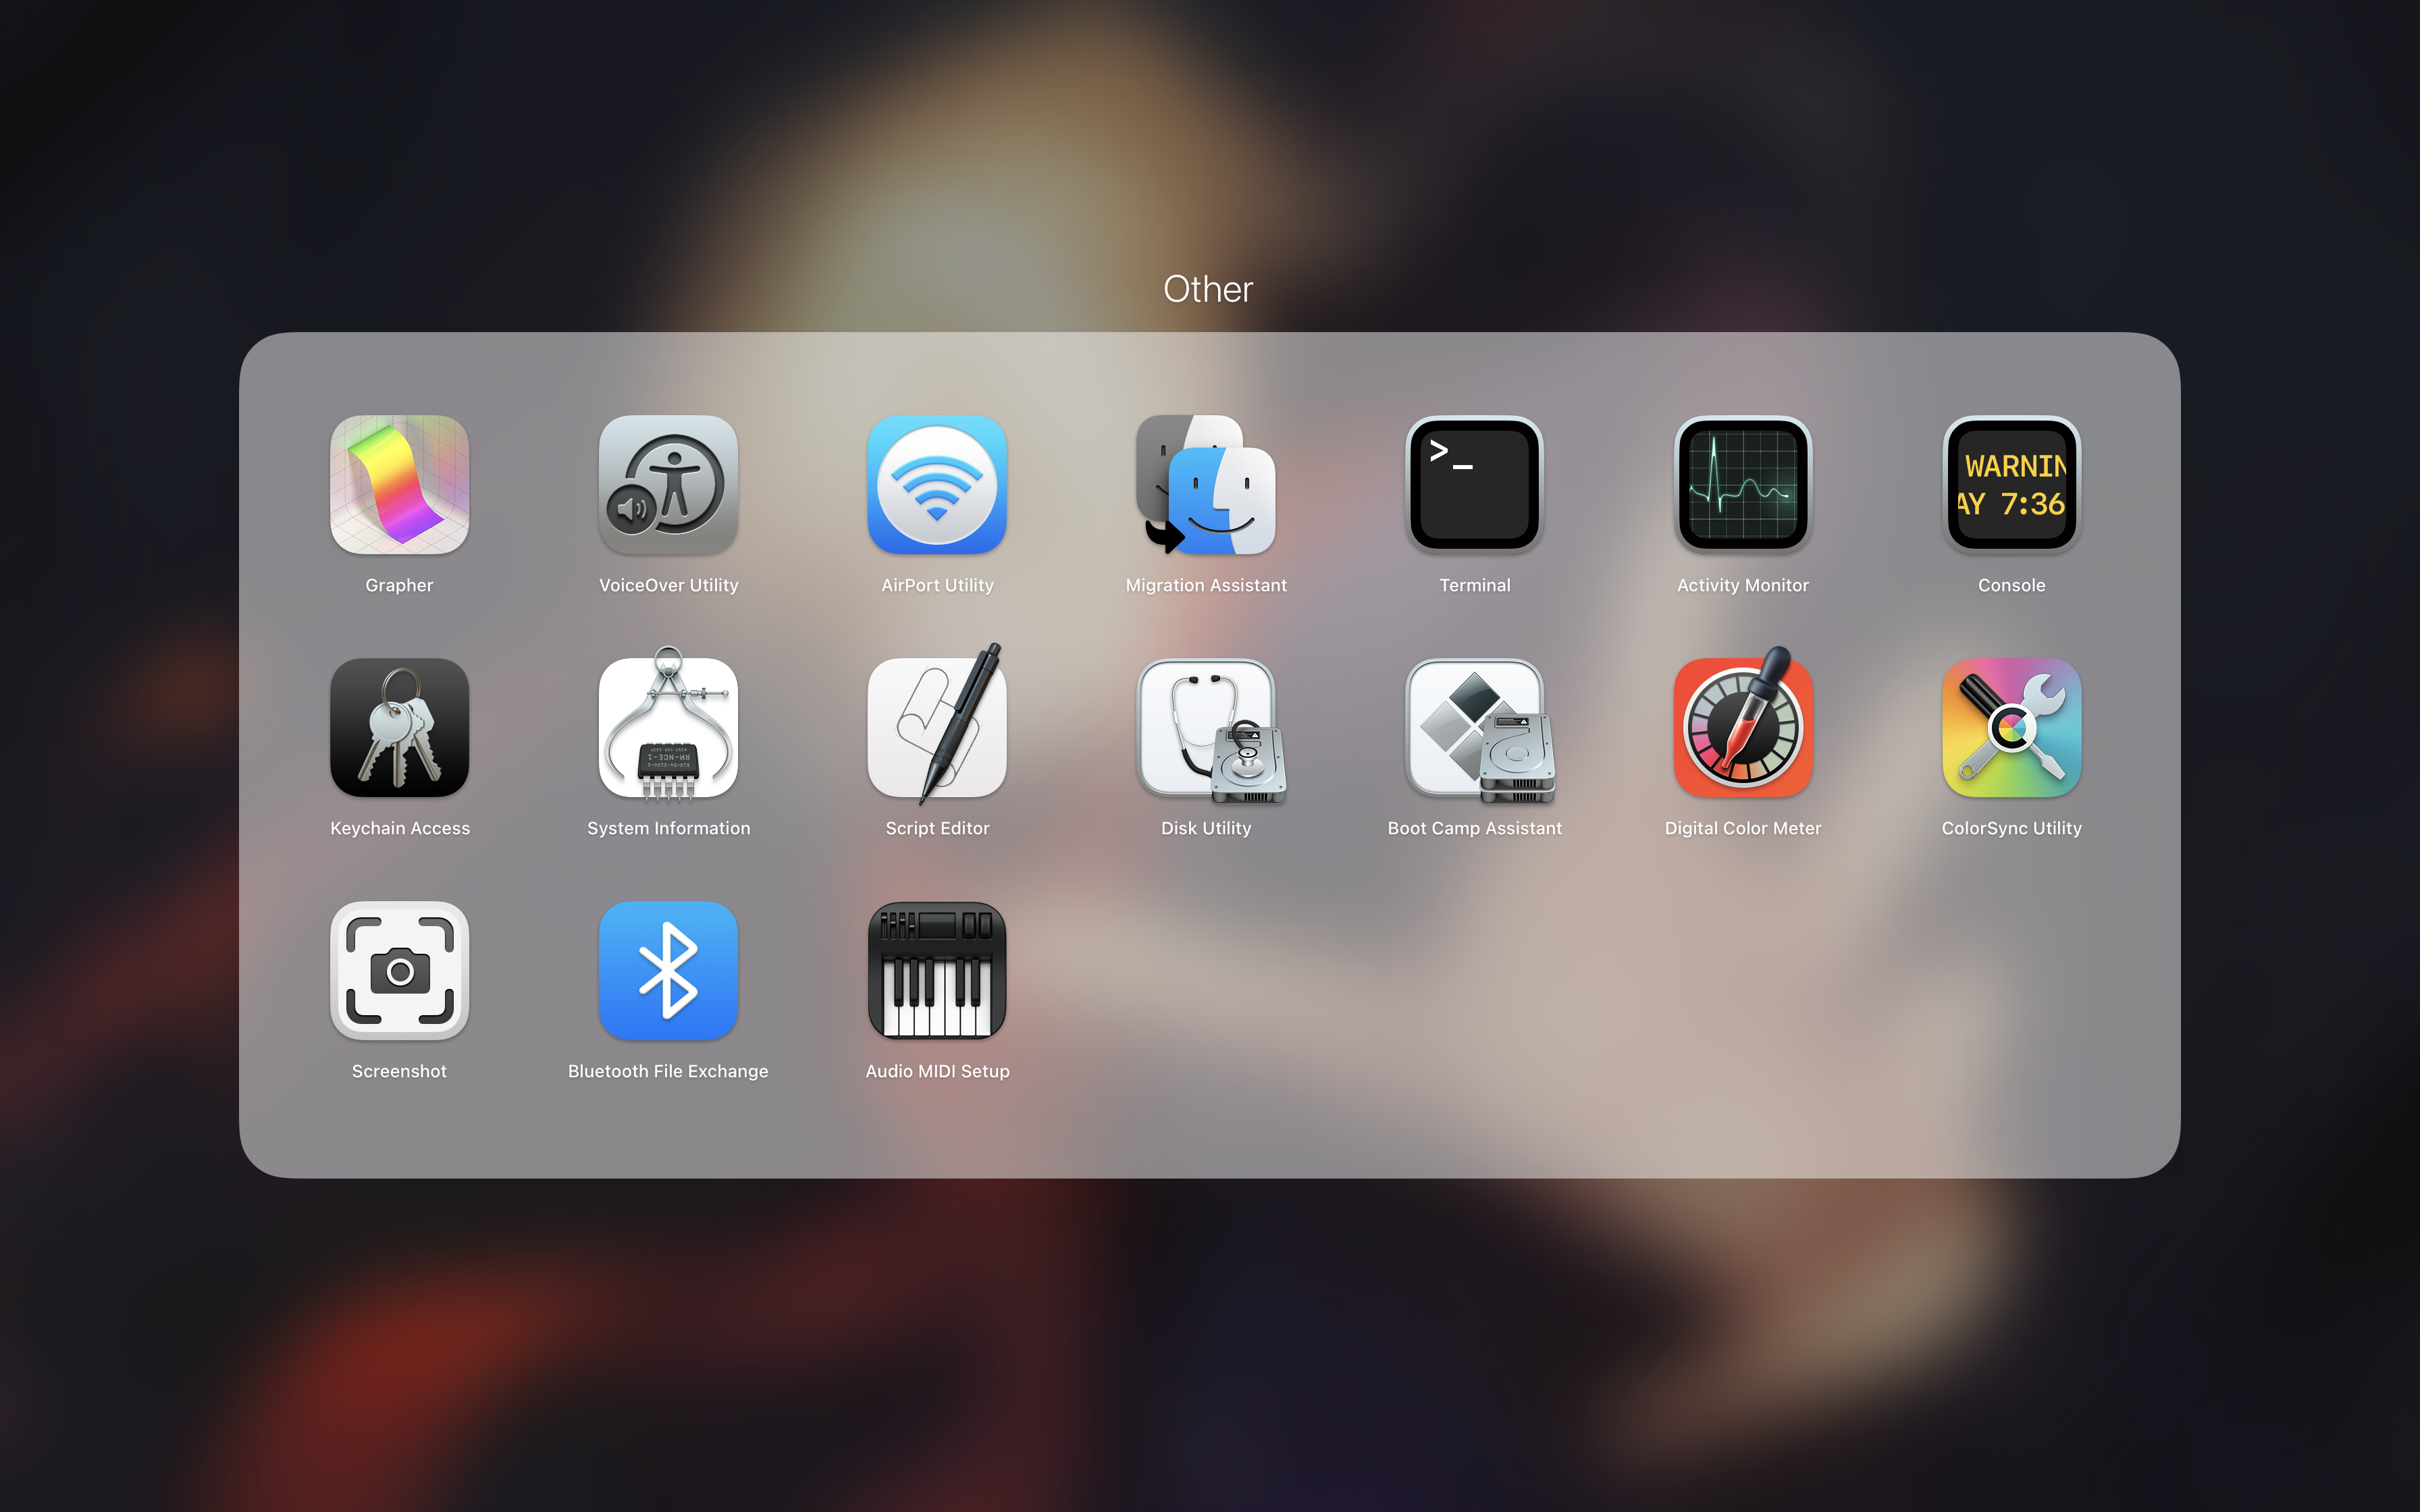 Other
>_
WARNIN
AY 7:36
Grapher
VoiceOver Utility
AirPort Utility
Migration Assistant
Terminal
Activity Monitor
Console
Keychain Access
System Information
Script Editor
Disk Utility
Boot Camp Assistant
Digital Color Meter
ColorSync Utility
Screenshot
Bluetooth File Exchange
Audio MIDI Setup